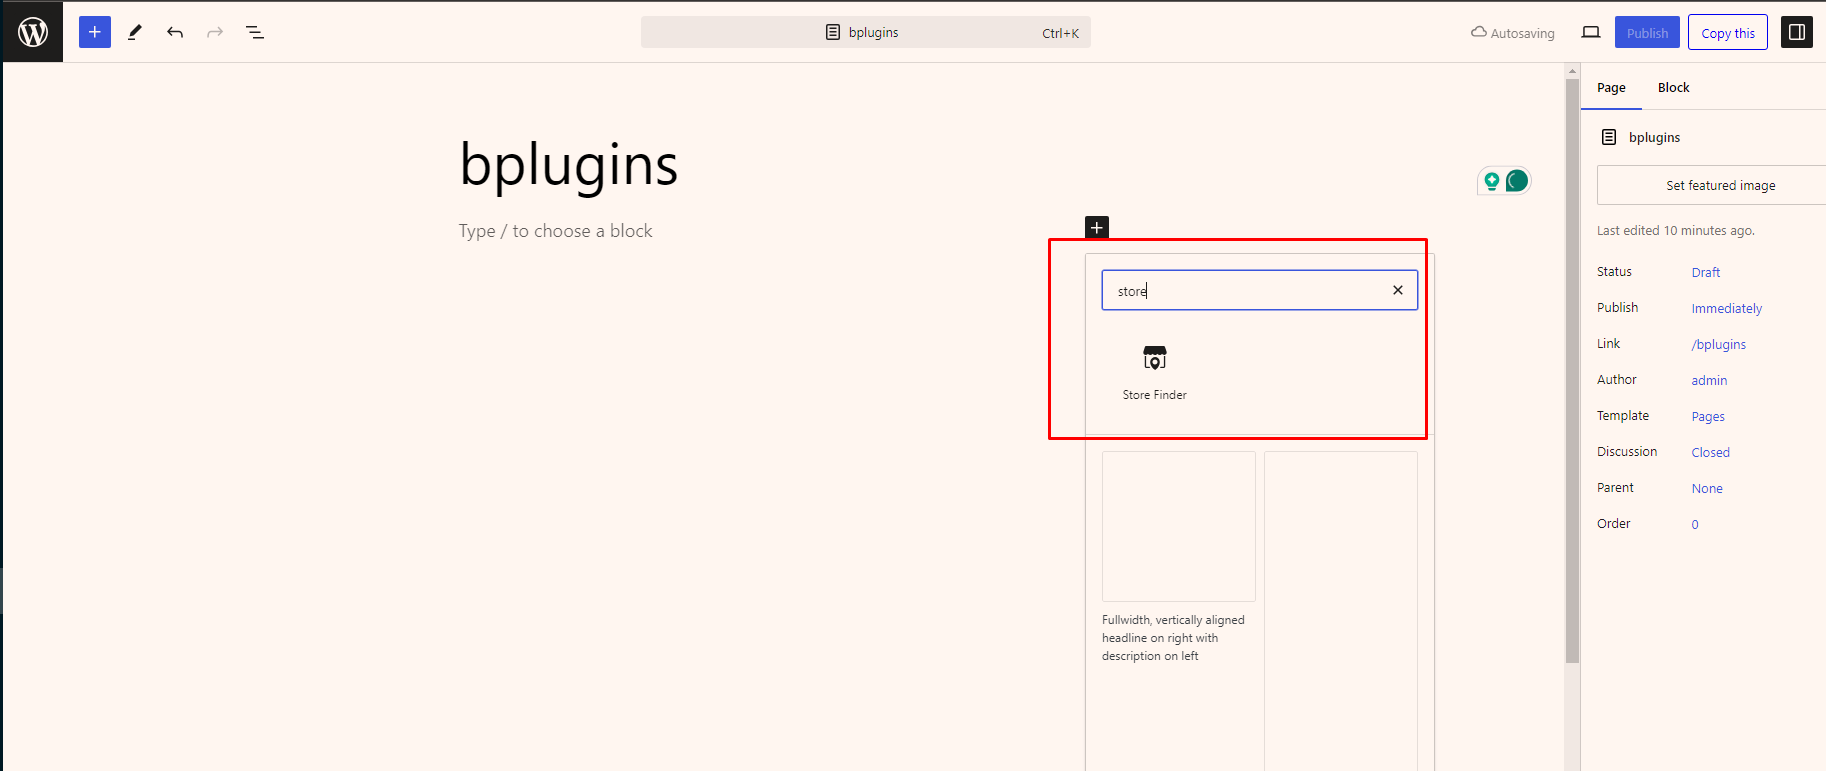 bplugins
Ctrl+K
Autosaving
Publish
Copy this
Page
Block
bplugins
Set featured image
Last edited 10 minutes ago.
Status
Draft
Publish
Immediately
Link
/bplugins
Author
admin
Template
Pages
Discussion
Closed
Parent
None
Order
0
bplugins
Type / to choose a block
store
Store Finder
Fullwidth, vertically aligned
headline on right with
description on left